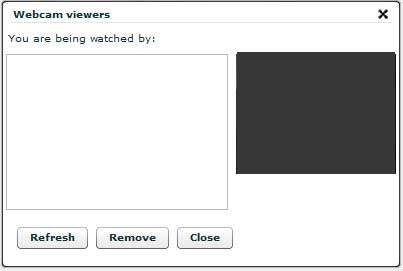 Webcam viewers
You are being watched by:
Refresh Remove Close